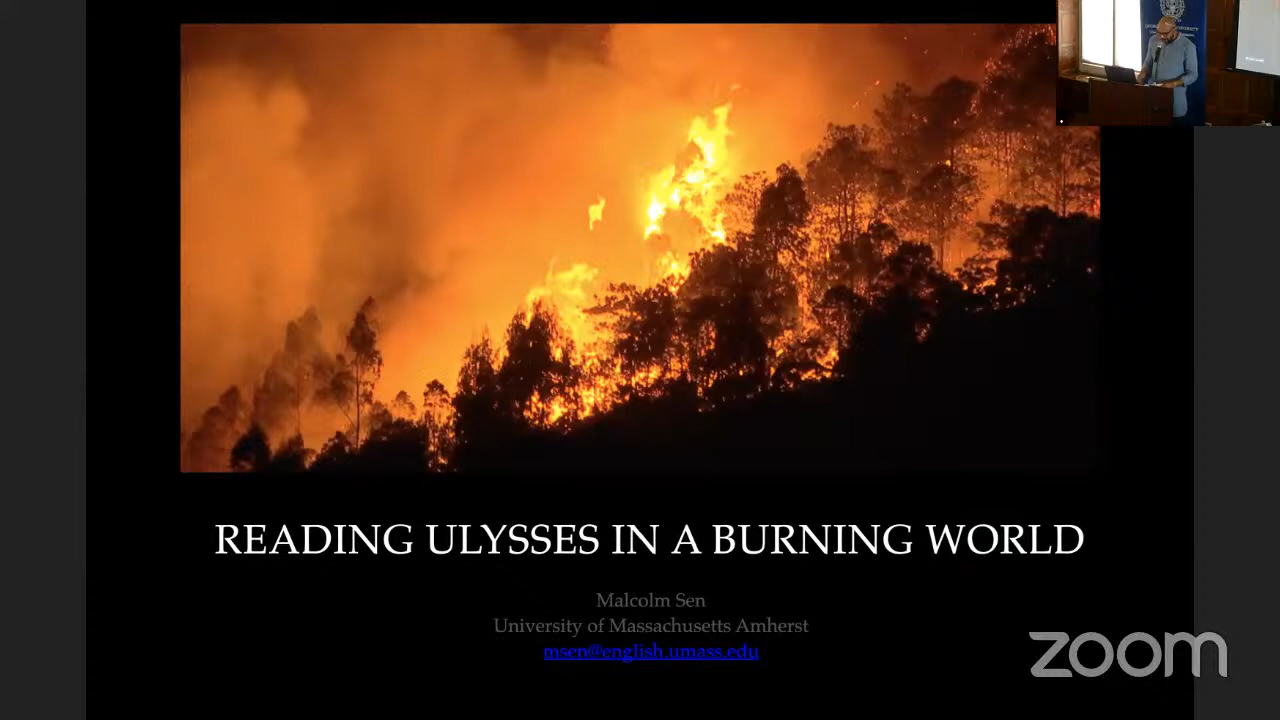 READING ULYSSES IN A BURNING WORLD
Malcolm Sen
University of Massachusetts Amherst
msen@english.umass.edu
zoom